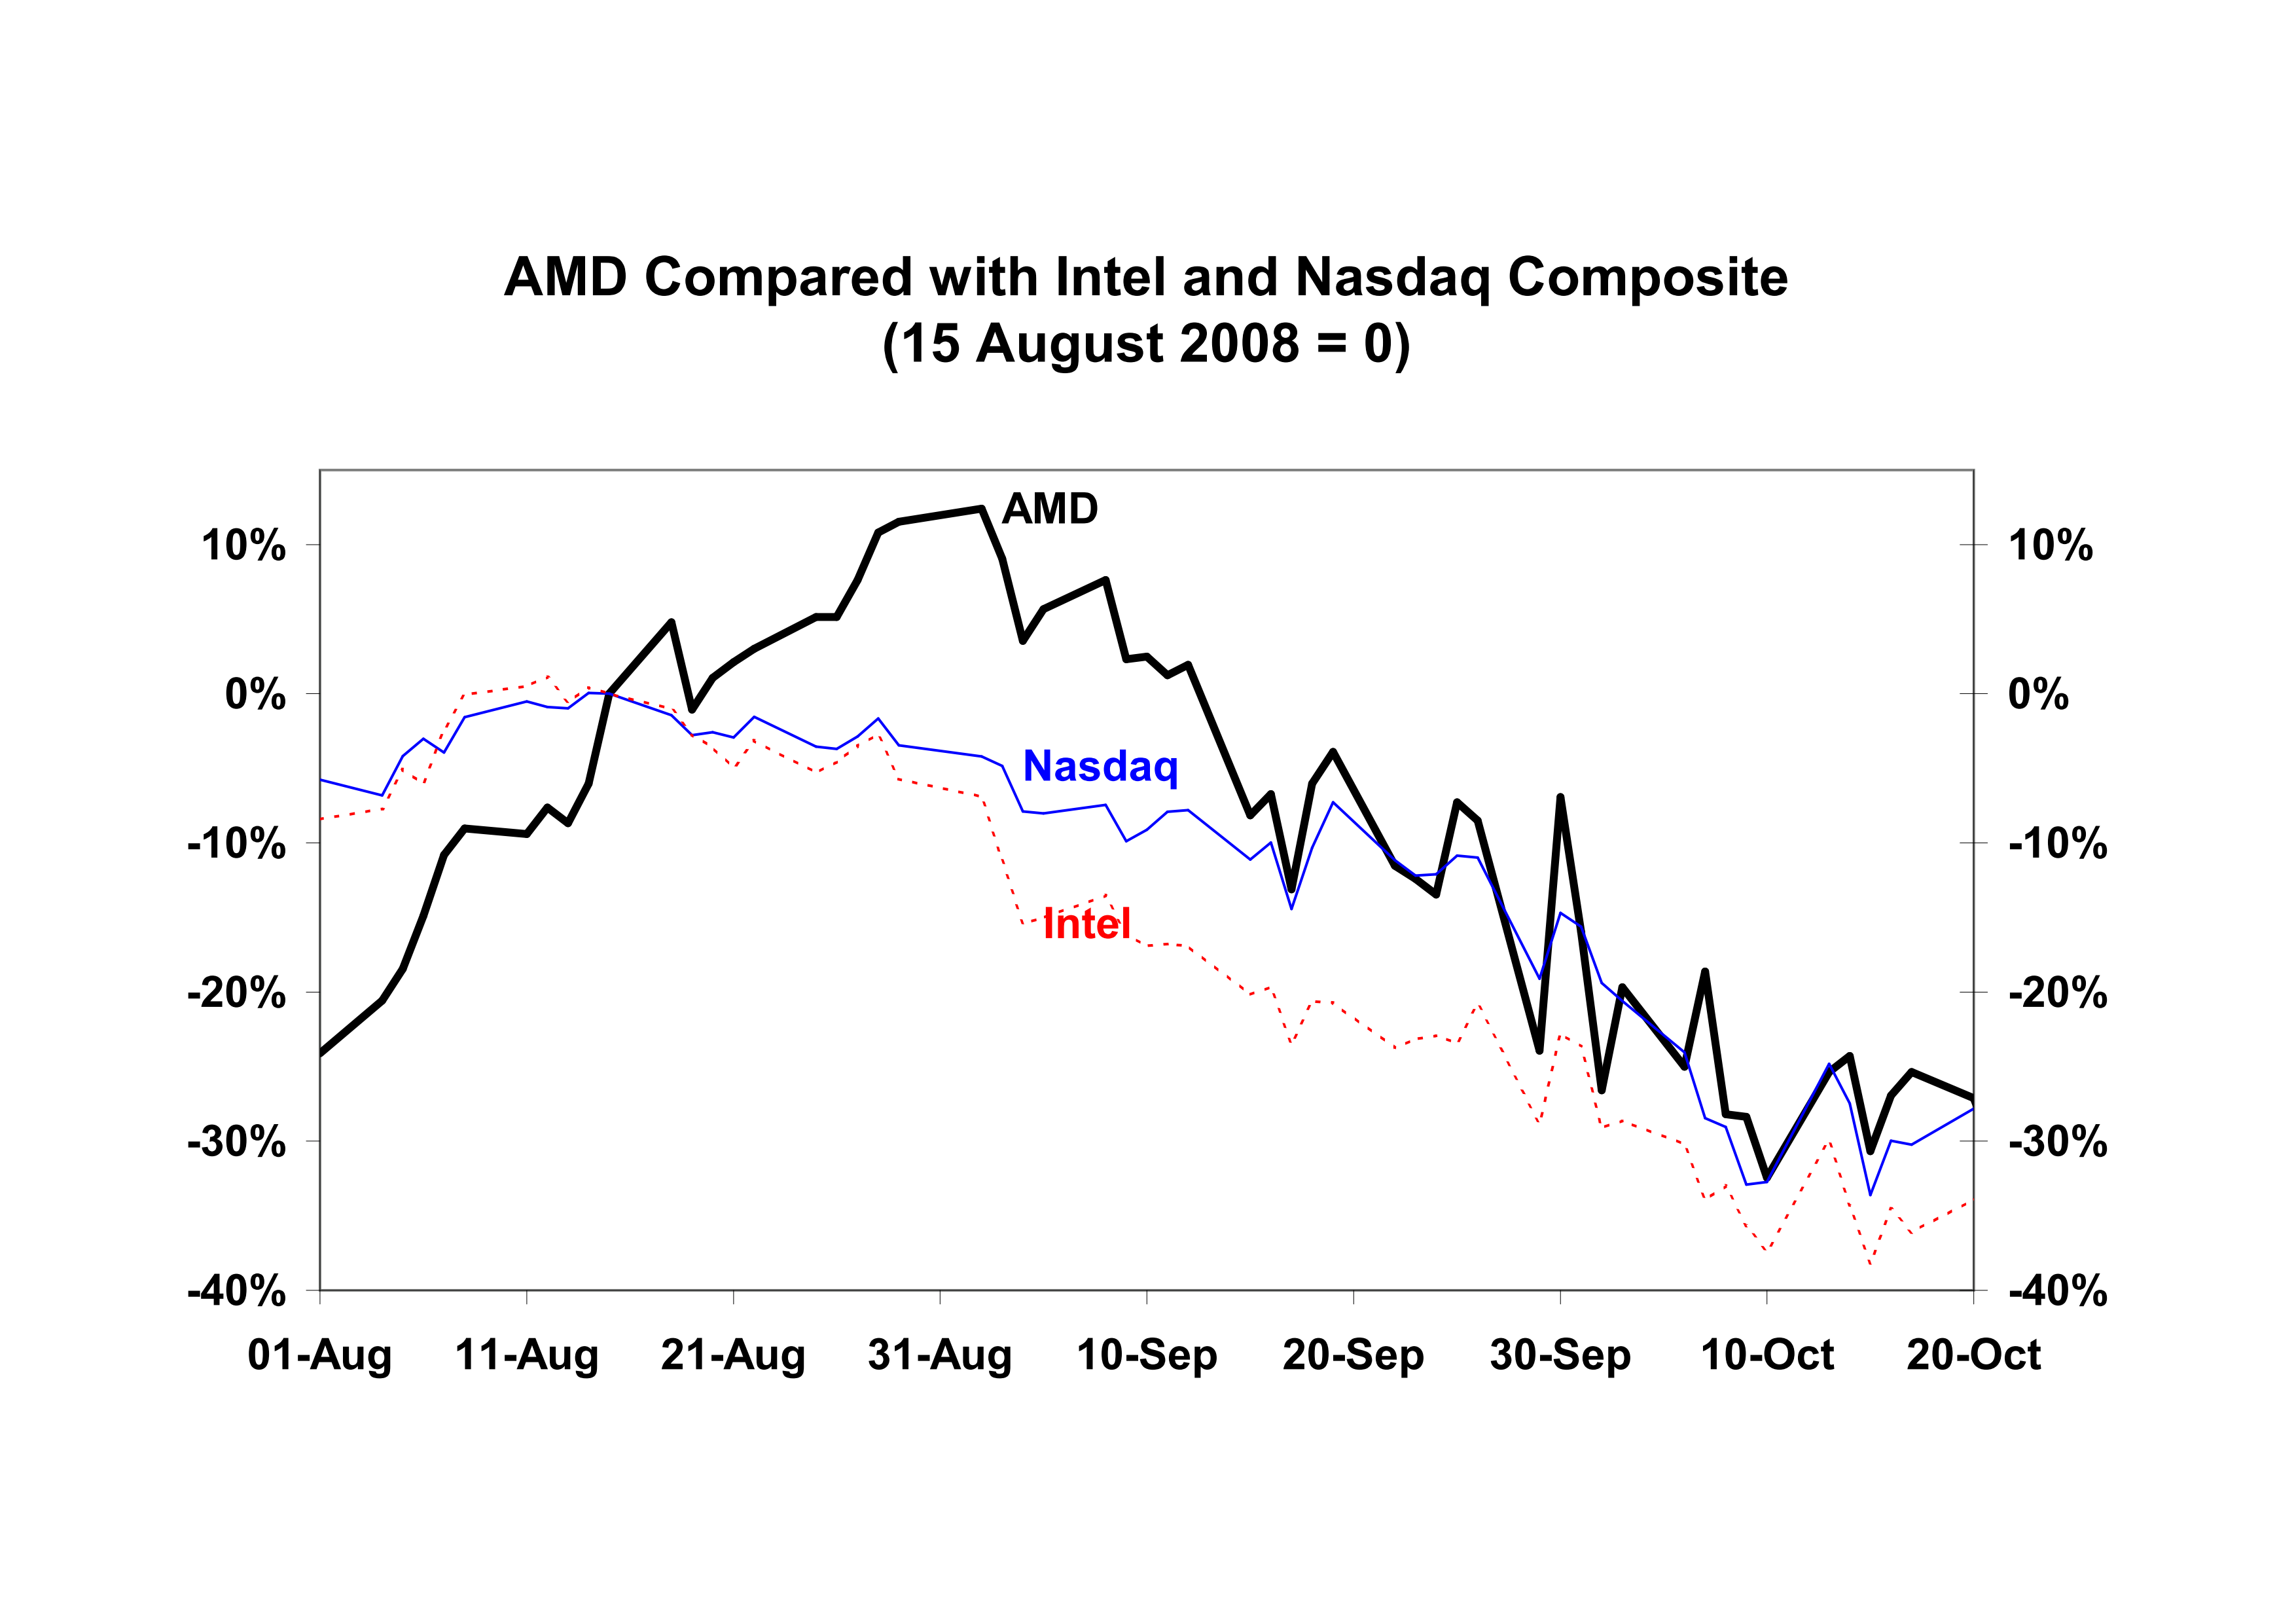 AMD Compared with Intel and Nasdaq Composite
(15 August 2008 = 0)
AMD
10% 10%
0% 0%
Nasdaq
-10% -10%
Intel
-20% -20%
-30% -30%
-40% -40%
01-Aug 11-Aug 21-Aug 31-Aug 10-Sep 20-Sep 30-Sep 10-Oct 20-Oct